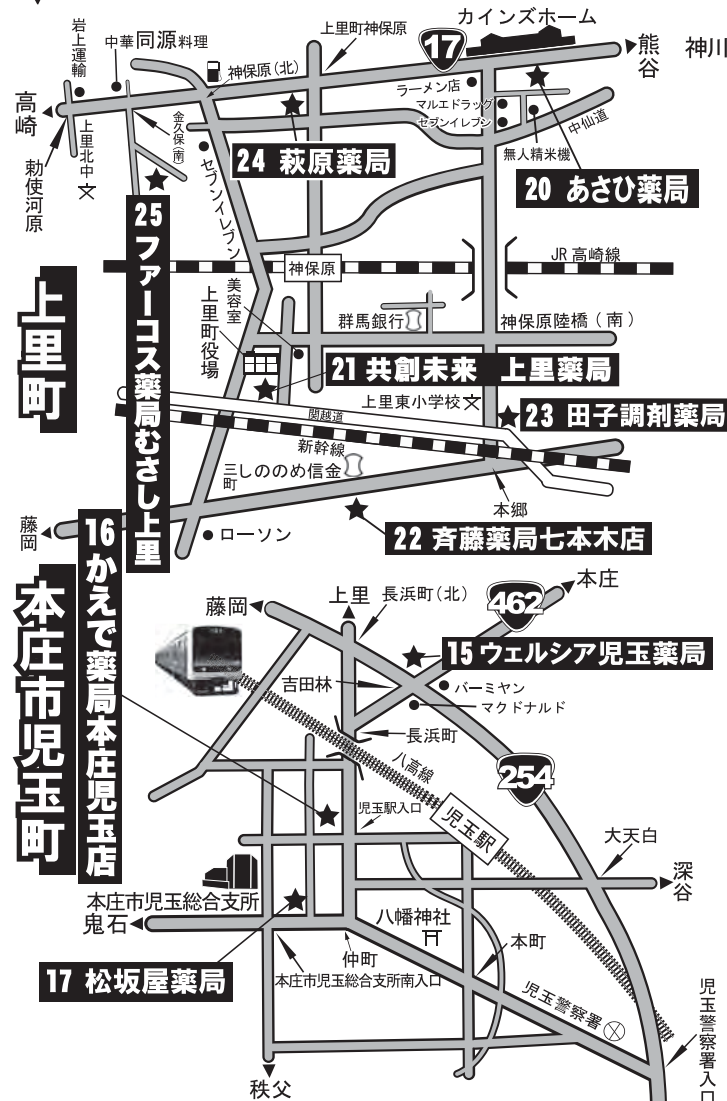 カインズホーム
上里町神保原
17
熊谷
神川
岩上運輸
中華同源料理
神保原(北)
ラーメン店
マルエドラッグ
セブンイレブン
中仙道
無人精米機
高崎
勅使河原
上里北中
金久保(南)
セブンイレブン
24 萩原薬局
20 あさひ薬局
25 ファーコス薬局むさし上里
JR高崎線
神保原
上里町
美容室
上里町役場
群馬銀行
神保原陸橋(南)
21 共創未来 上里薬局
上里東小学校
23 田子調剤薬局
関越道
新幹線
三町
しののめ信金
本郷
藤岡
ローソン
22 斉藤薬局七本木店
16 かえで薬局本庄児玉店
本庄市児玉町
藤岡
上里
長浜町(北)
462
本庄
15 ウェルシア児玉薬局
吉田林
バーミヤン
マクドナルド
長浜町
八高線
254
児玉駅入口
児玉駅
大天白
深谷
本庄市児玉総合支所
鬼石
八幡神社
仲町
本町
17 松坂屋薬局
本庄市児玉総合支所南入口
児玉警察署
児玉警察署入口
秩父